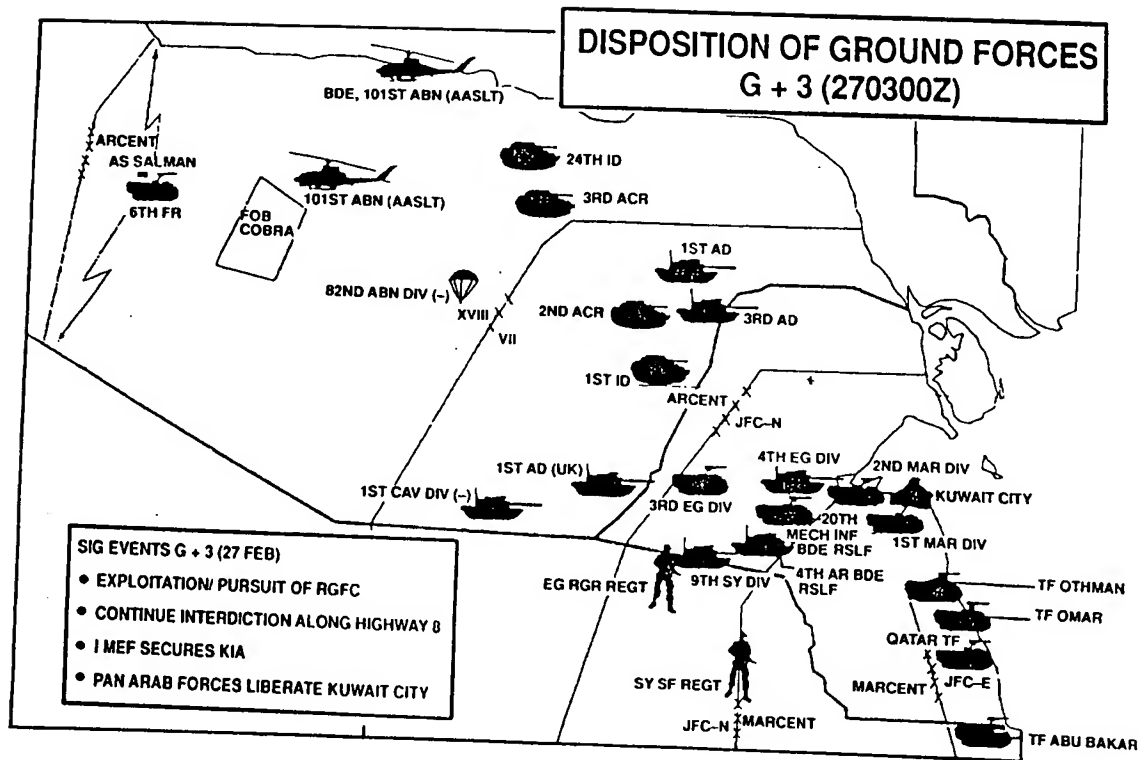 DISPOSITION OF GROUND FORCES
G + 3 (270300Z)
BDE, 101ST ABN (AASLT)
ARCENT
AS SALMAN
6TH FR
101ST ABN (AASLT)
FOB
COBRA
24TH ID
3RD ACR
82ND ABN DIV (–)
XVIII
VII
1ST AD
2ND ACR
3RD AD
1ST ID
ARCENT
JFC–N
1ST AD (UK)
1ST CAV DIV (–)
3RD EG DIV
4TH EG DIV
2ND MAR DIV
KUWAIT CITY
20TH
MECH INF
BDE RSLF
1ST MAR DIV
EG RGR REGT
9TH SY DIV
4TH AR BDE
RSLF
TF OTHMAN
TF OMAR
QATAR TF
JFC–E
MARCENT
SY SF REGT
JFC–N
MARCENT
TF ABU BAKAR
SIG EVENTS G + 3 (27 FEB)
• EXPLOITATION/ PURSUIT OF RGFC
• CONTINUE INTERDICTION ALONG HIGHWAY 8
• I MEF SECURES KIA
• PAN ARAB FORCES LIBERATE KUWAIT CITY